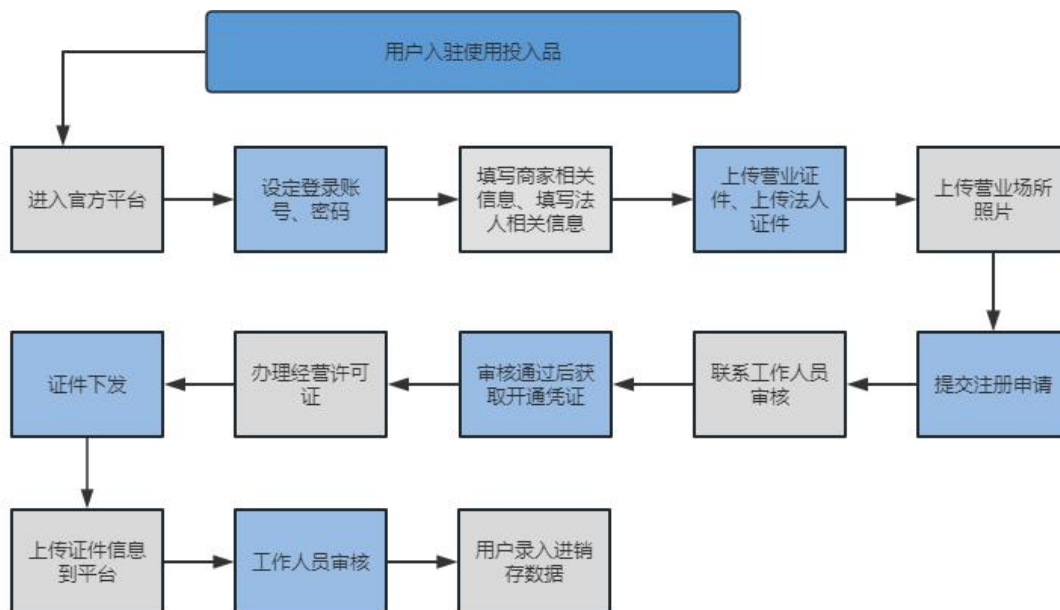 用户入驻使用投入品
进入官方平台
设定登录账
号、密码
填写商家相关
信息、填写法
人相关信息
上传营业证
件、上传法人
证件
上传营业场所
照片
证件下发
办理经营许可
证
审核通过后获
取开通凭证
联系工作人员
审核
提交注册申请
上传证件信息
到平台
工作人员审核
用户录入进销
存数据